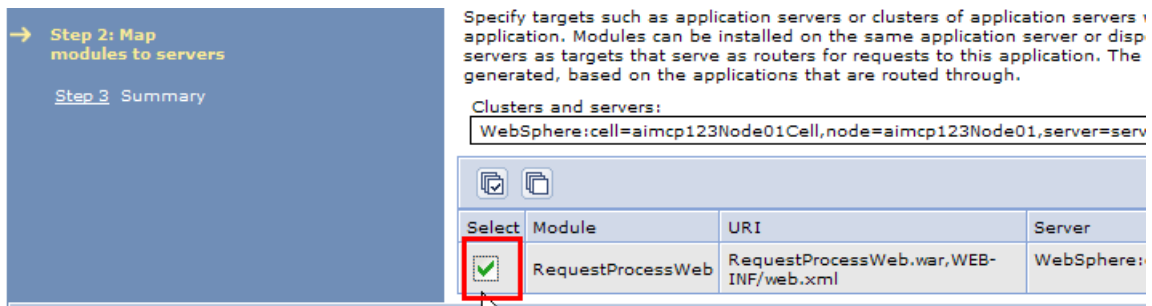 Step 2: Map
modules to servers
Step 3 Summary
Specify targets such as application servers or clusters of application servers
application. Modules can be installed on the same application server or disp
servers as targets that serve as routers for requests to this application. The
generated, based on the applications that are routed through.
Clusters and servers:
WebSphere:cell=aimcp123Node01Cell,node=aimcp123Node01,server=serv
Select Module URI Server
RequestProcessWeb RequestProcessWeb.war,WEB-
INF/web.xml WebSphere: